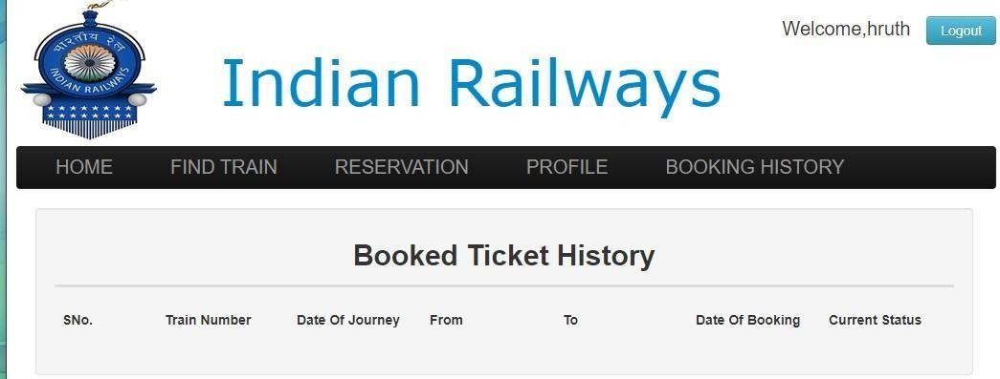 भारतीय रेल
INDIAN RAILWAYS
Welcome,hruth
Logout
Indian Railways
HOME FIND TRAIN RESERVATION PROFILE BOOKING HISTORY
Booked Ticket History
SNo. Train Number Date Of Journey From To Date Of Booking Current Status